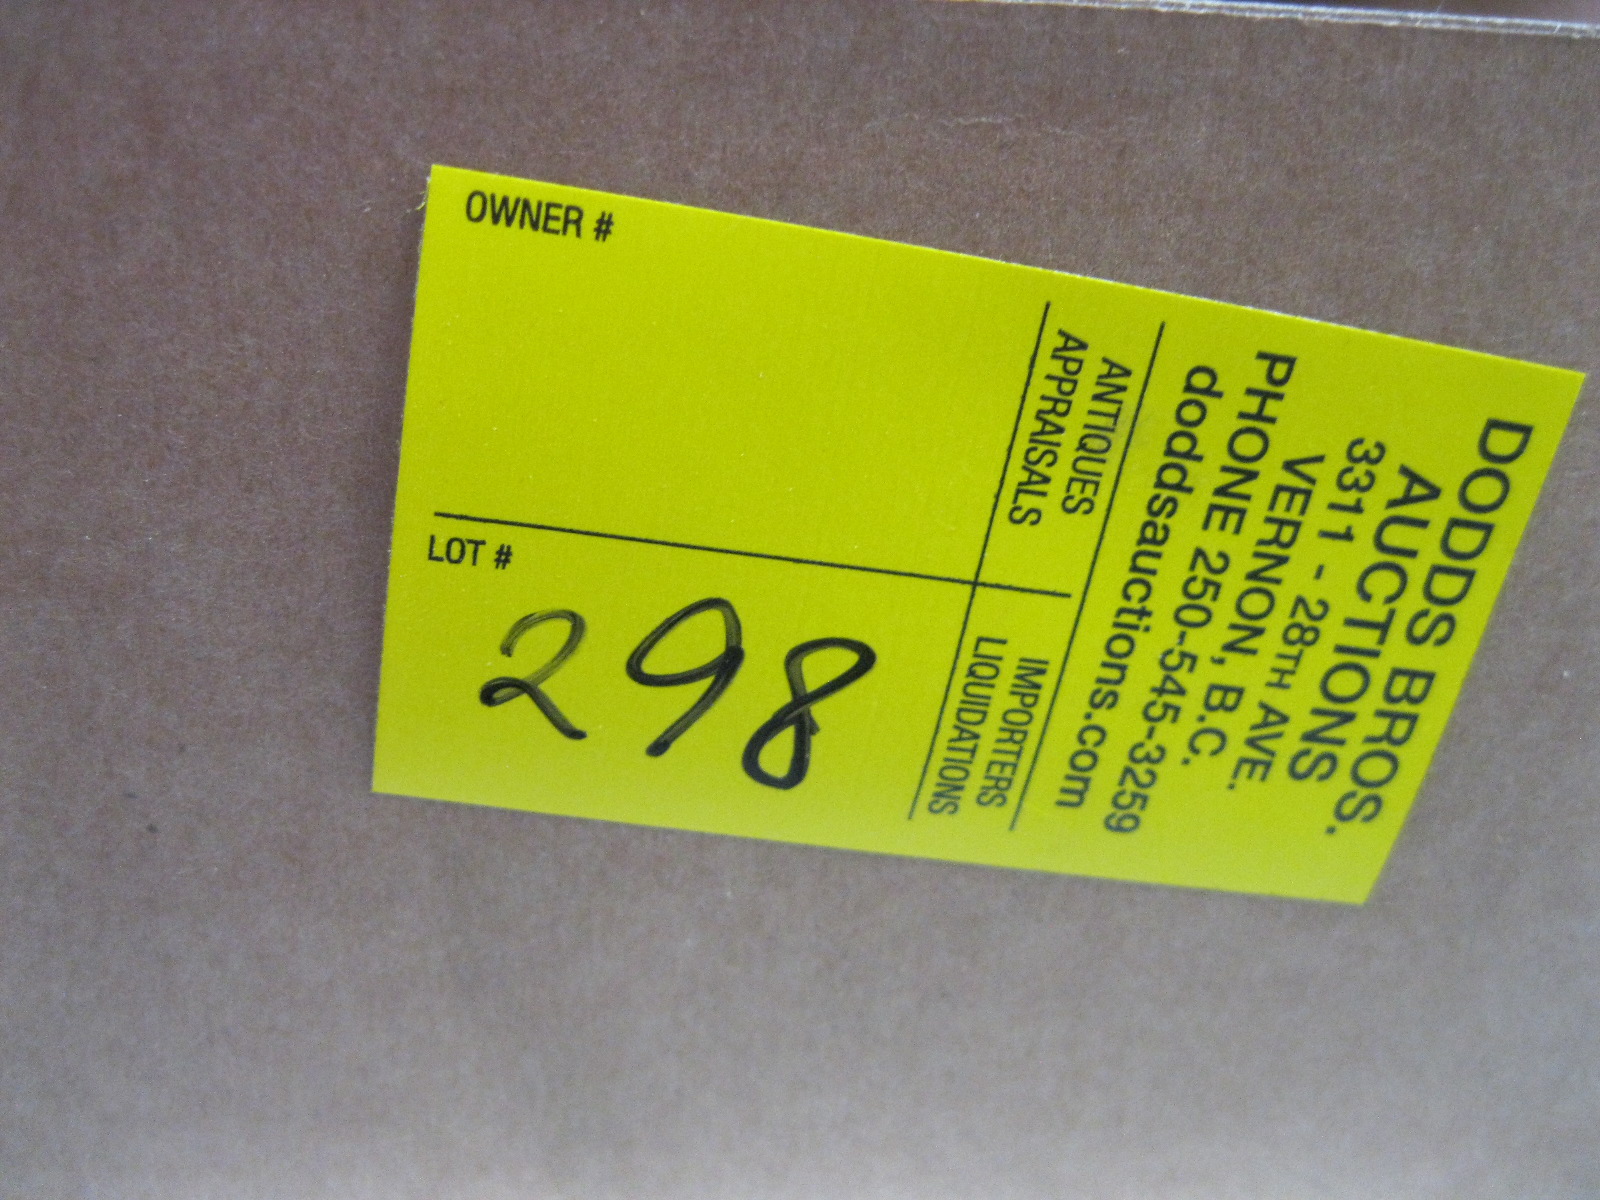 DODDS BROS.
AUCTIONS
3311 - 28TH AVE.
VERNON, B.C.
PHONE 250-545-3259
doddsauctions.com
ANTIQUES IMPORTERS
APPRAISALS LIQUIDATIONS
OWNER #
LOT #
298